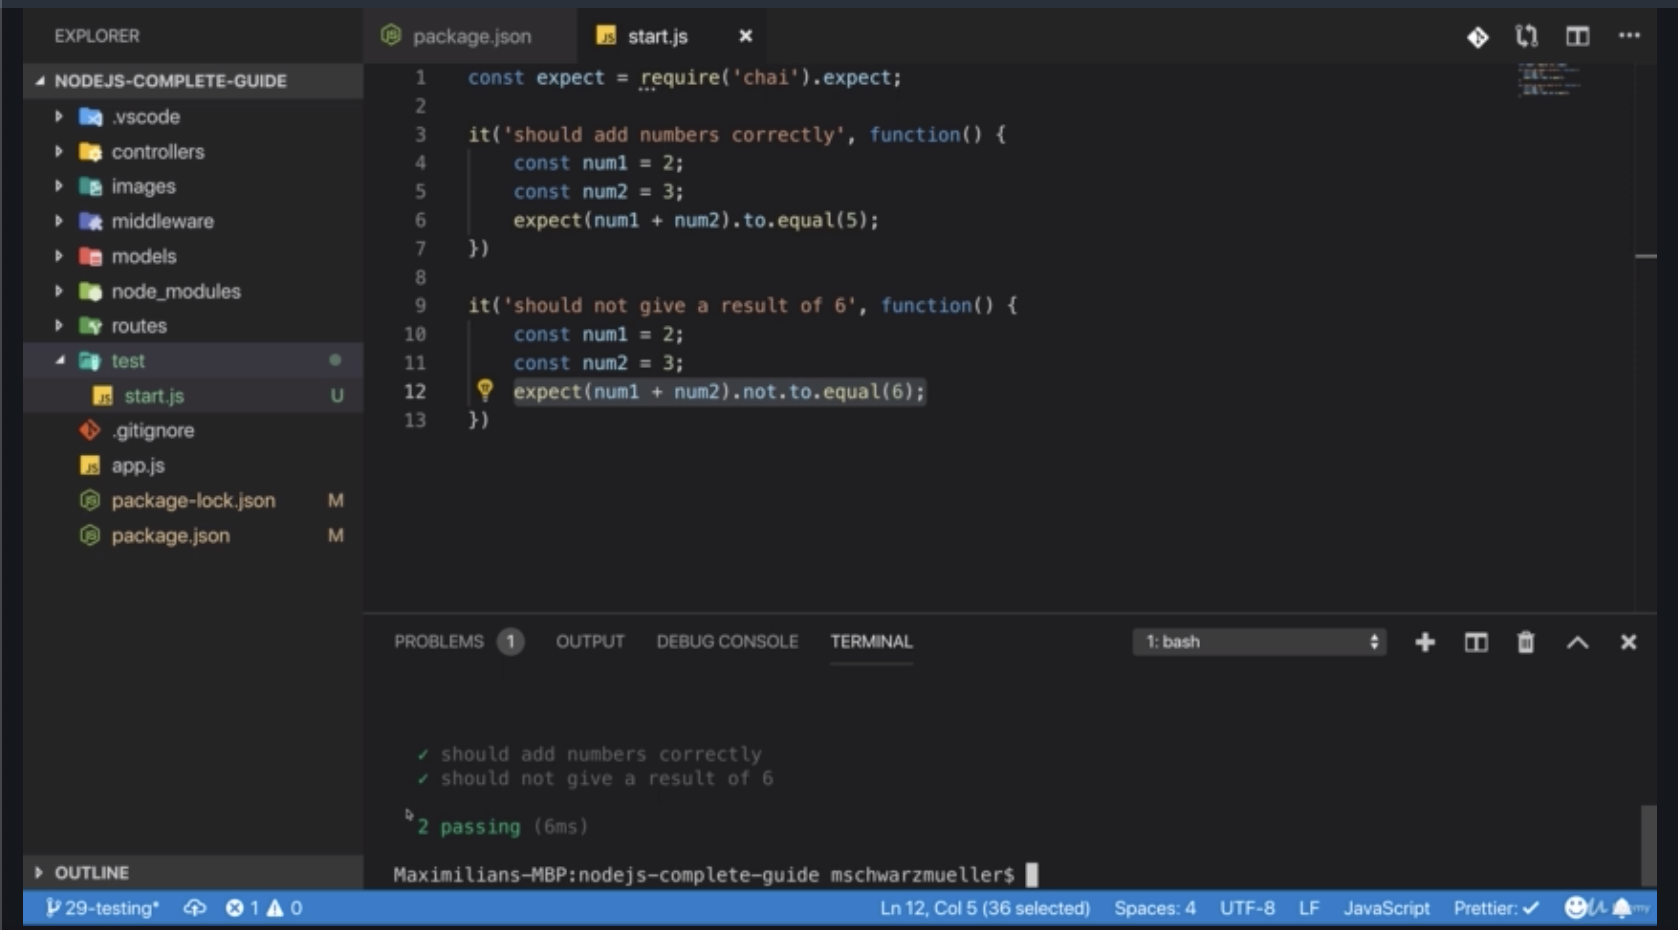 EXPLORER
NODEJS-COMPLETE-GUIDE
.vscode
controllers
images
middleware
models
node_modules
routes
test
start.js U
.gitignore
app.js
package-lock.json M
package.json M
OUTLINE
package.json
JS start.js
1 const expect = require('chai').expect;
2
3 it('should add numbers correctly', function() {
4 const num1 = 2;
5 const num2 = 3;
6 expect(num1 + num2).to.equal(5);
7 })
8
9 it('should not give a result of 6', function() {
10 const num1 = 2;
11 const num2 = 3;
12 expect(num1 + num2).not.to.equal(6);
13 })
PROBLEMS 1 OUTPUT DEBUG CONSOLE TERMINAL 1: bash
✓ should add numbers correctly
✓ should not give a result of 6
2 passing (6ms)
Maximilians-MBP:nodejs-complete-guide mschwarzmueller$
29-testing* 1 0 Ln 12, Col 5 (36 selected) Spaces: 4 UTF-8 LF JavaScript Prettier: ✓